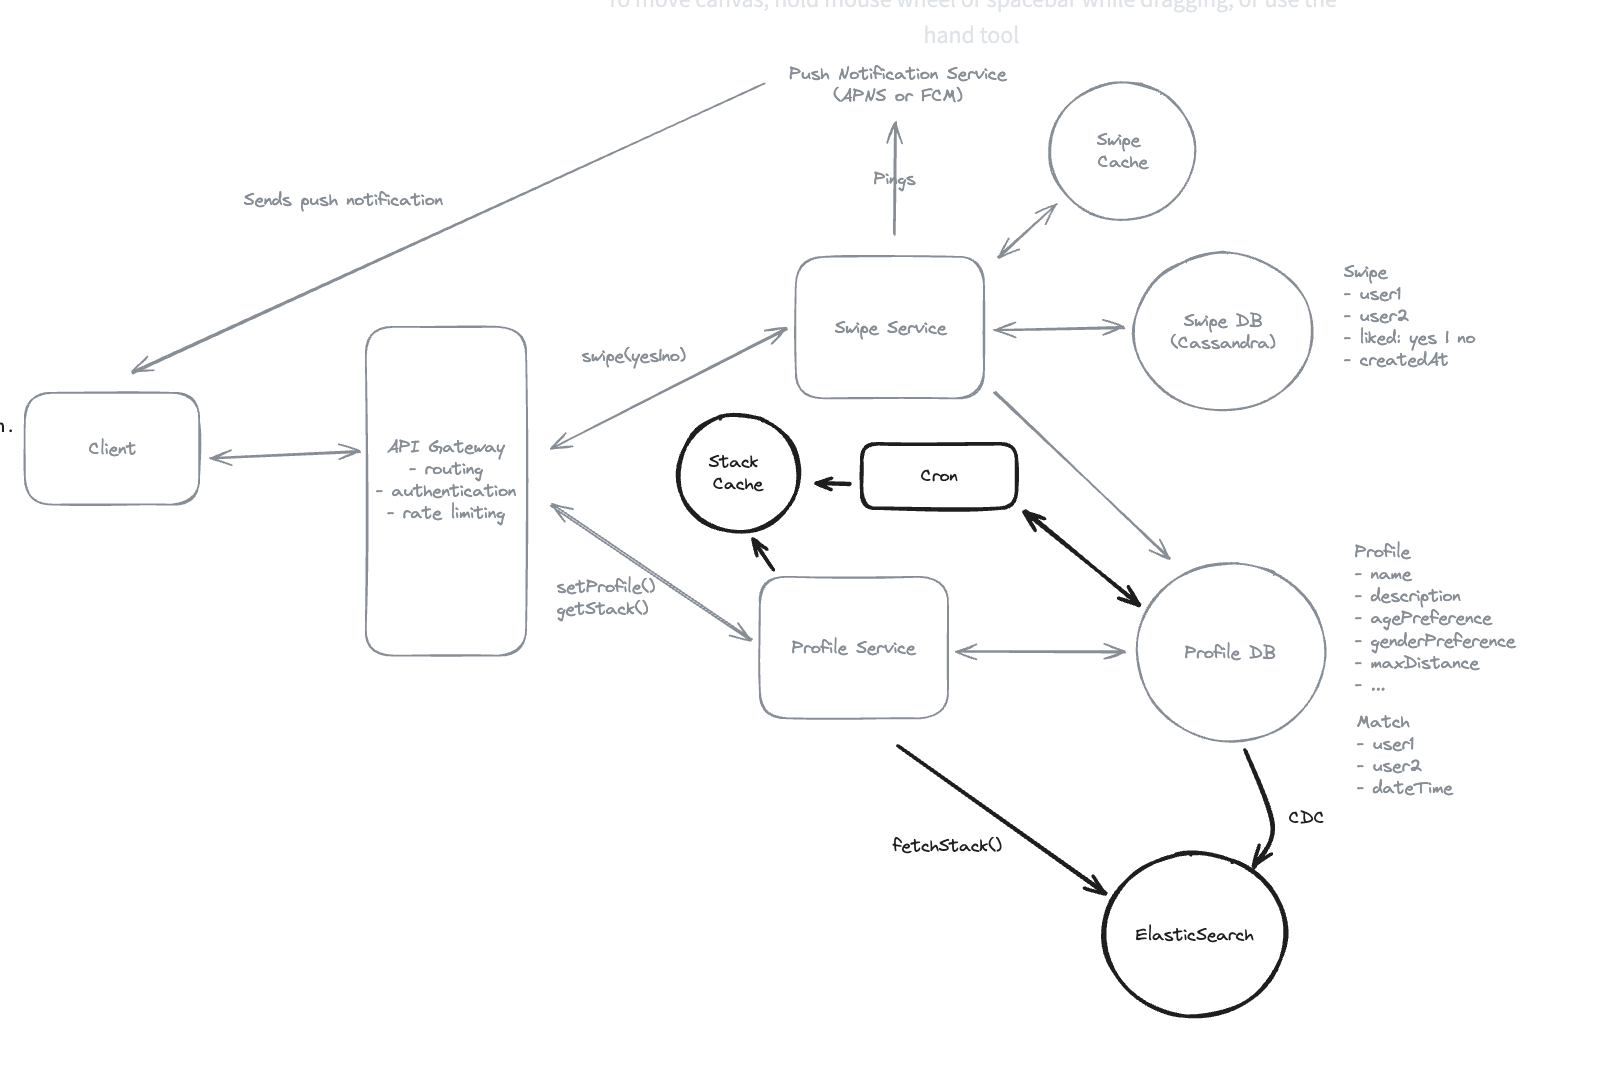 To move canvas, hold mouse wheel or spacebar while dragging, or use the
hand tool
Push Notification Service
(APNS or FCM)
Swipe
Cache
Pings
Sends push notification
Swipe Service
Swipe DB
(Cassandra)
Swipe
- user1
- user2
- liked: yes | no
- createdAt
swipe(yes|no)
n.
Client
API Gateway
- routing
- authentication
- rate limiting
Stack
Cache
Cron
setProfile()
getStack()
Profile Service
Profile DB
Profile
- name
- description
- agePreference
- genderPreference
- maxDistance
- ...
Match
- user1
- user2
- dateTime
CDC
fetchStack()
ElasticSearch